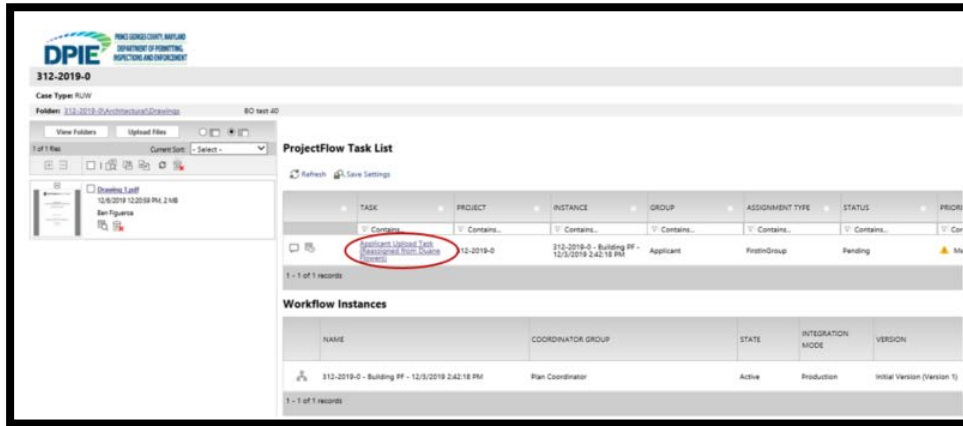 DPIE
PRINCE GEORGE'S COUNTY, MARYLAND
DEPARTMENT OF PERMITTING,
INSPECTIONS AND ENFORCEMENT
312-2019-0
Case Type: RUW
Folder: 312-2019-0\Architectural\Drawings BO test 40
View Folders Upload Files
1 of 1 files Current Sort: - Select -
Drawing 1.pdf
12/6/2019 12:20:59 PM, 2 MB
Ben Figueroa
ProjectFlow Task List
Refresh Save Settings
TASK PROJECT INSTANCE GROUP ASSIGNMENT TYPE STATUS PRIORI
Contains... Contains... Contains... Contains... Contains... Contains... Con
Applicant Upload Task
(Reassigned from Duane
Flowers)
312-2019-0
312-2019-0 - Building PF -
12/3/2019 2:42:18 PM
Applicant FirstInGroup Pending Me
1 - 1 of 1 records
Workflow Instances
NAME COORDINATOR GROUP STATE INTEGRATION
MODE VERSION
312-2019-0 - Building PF - 12/3/2019 2:42:18 PM Plan Coordinator Active Production Initial Version (Version 1)
1 - 1 of 1 records